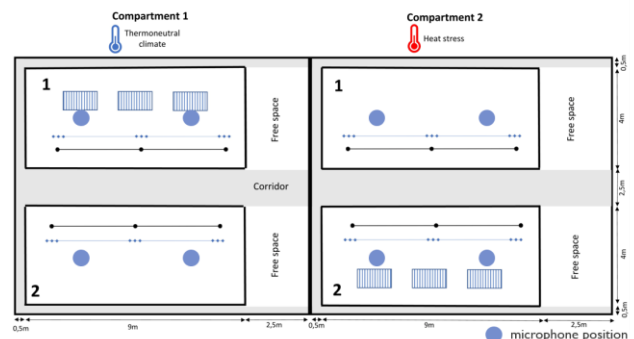 Compartment 1
Compartment 2
Thermoneutral
climate
Heat stress
1
Free space
1
Free space
0,5m
4m
Corridor
2,5m
2
Free space
2
Free space
4m
0,5m
0,5m
9m
2,5m
0,5m
9m
2,5m
microphone position